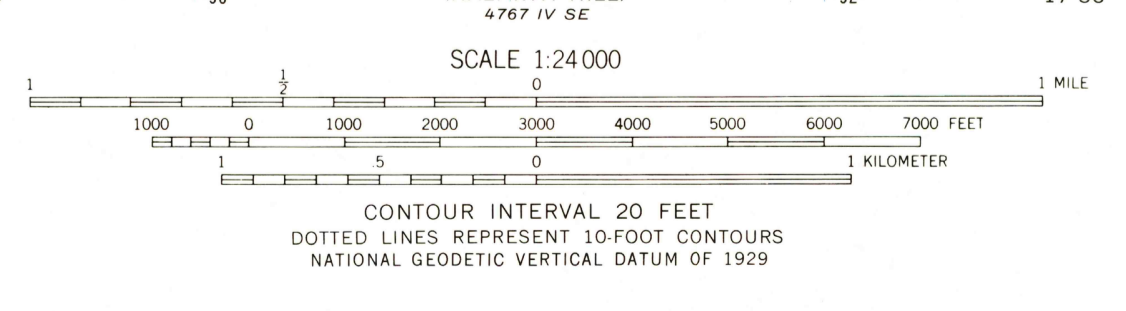 4767 IV SE
SCALE 1:24 000
1 ½ 0 1 MILE
1000 0 1000 2000 3000 4000 5000 6000 7000 FEET
1 .5 0 1 KILOMETER
CONTOUR INTERVAL 20 FEET
DOTTED LINES REPRESENT 10-FOOT CONTOURS
NATIONAL GEODETIC VERTICAL DATUM OF 1929